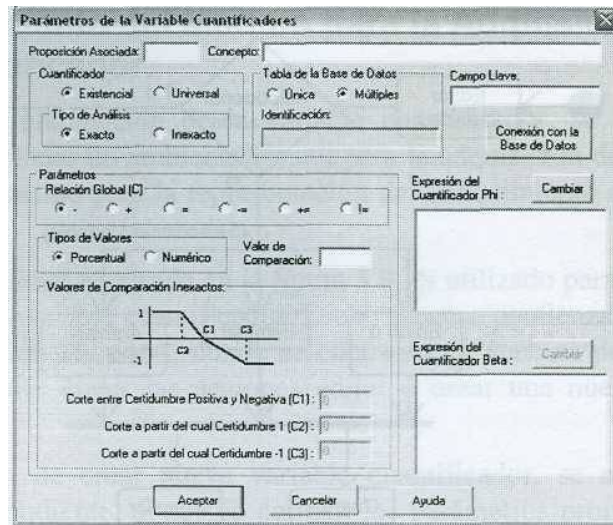 Parámetros de la Variable Cuantificadores
Proposición Asociada: Concepto:
Cuantificador
Existencial Universal
Tipo de Análisis
Exacto Inexacto
Tabla de la Base de Datos
Única Múltiples
Identificación:
Campo Llave:
Conexión con la
Base de Datos
Parámetros
Relación Global (C)
- + = -= += !=
Tipos de Valores
Porcentual Numérico
Valor de
Comparación:
Valores de Comparación Inexactos:
1
C1 C3
C2
-1
Corte entre Certidumbre Positiva y Negativa (C1) : 0
Corte a partir del cual Certidumbre 1 (C2) : 0
Corte a partir del cual Certidumbre -1 (C3) : 0
Expresión del
Cuantificador Phi : Cambiar
Expresión del
Cuantificador Beta : Cambiar
Aceptar Cancelar Ayuda